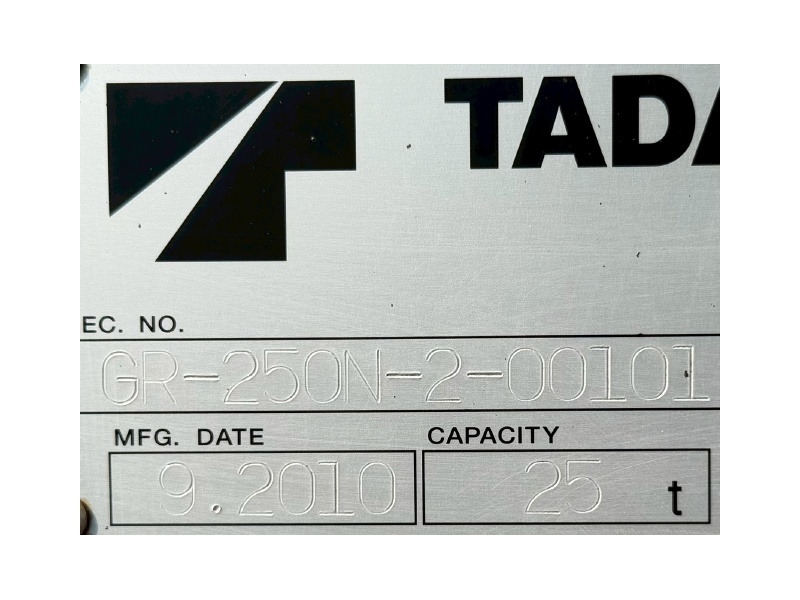 TADA
EC. NO.
GR-250N-2-00101
MFG. DATE CAPACITY
9.2010 25 t